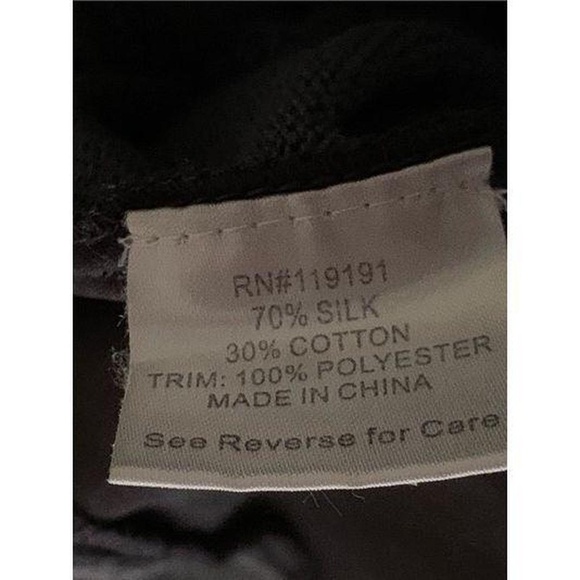 RN#119191
70% SILK
30% COTTON
TRIM: 100% POLYESTER
MADE IN CHINA
See Reverse for Care